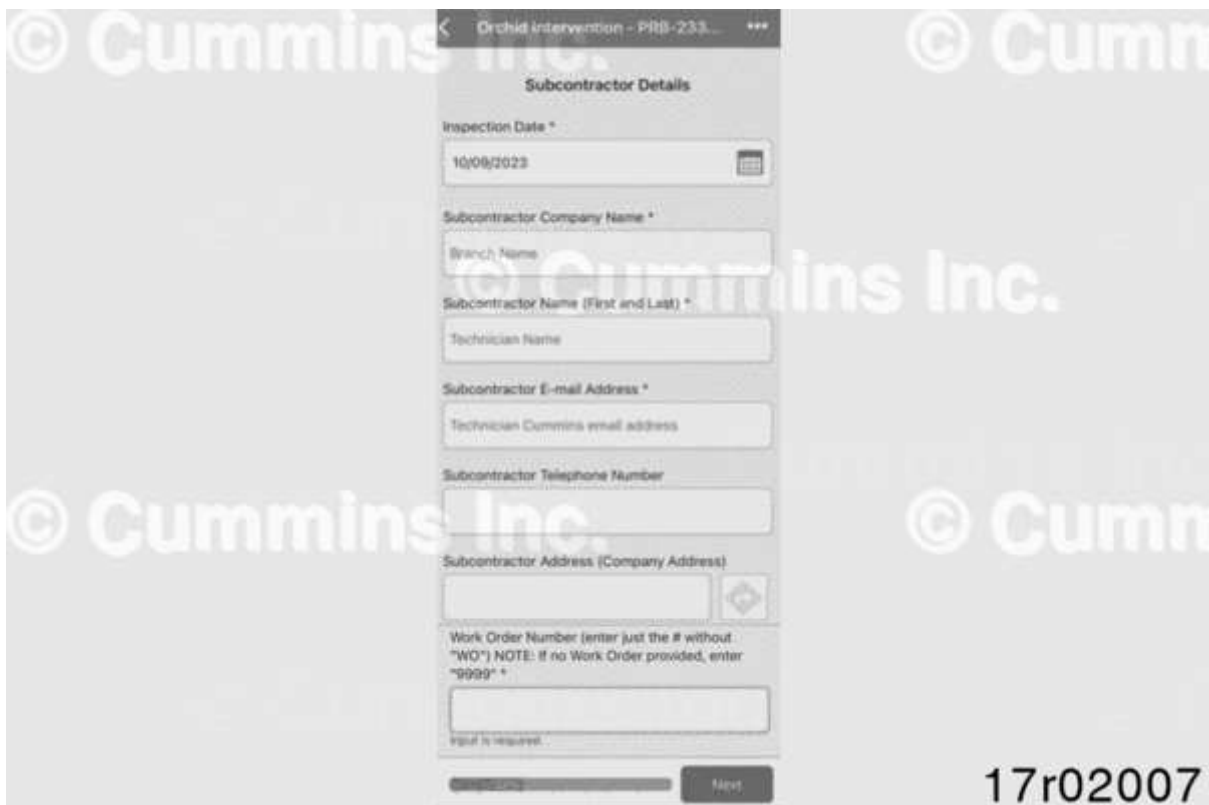 © Cummins Inc.
© Cumm
Orchid Intervention - PRB-233... •••
Subcontractor Details
Inspection Date *
10/09/2023
Subcontractor Company Name *
Branch Name
© Cummins Inc.
Subcontractor Name (First and Last) *
Technician Name
Subcontractor E-mail Address *
Technician Cummins email address
Subcontractor Telephone Number
© Cummins Inc.
© Cumm
Subcontractor Address (Company Address)
Work Order Number (enter just the # without
"WO") NOTE: If no Work Order provided, enter
"9999" *
Input is required
Next
17r02007